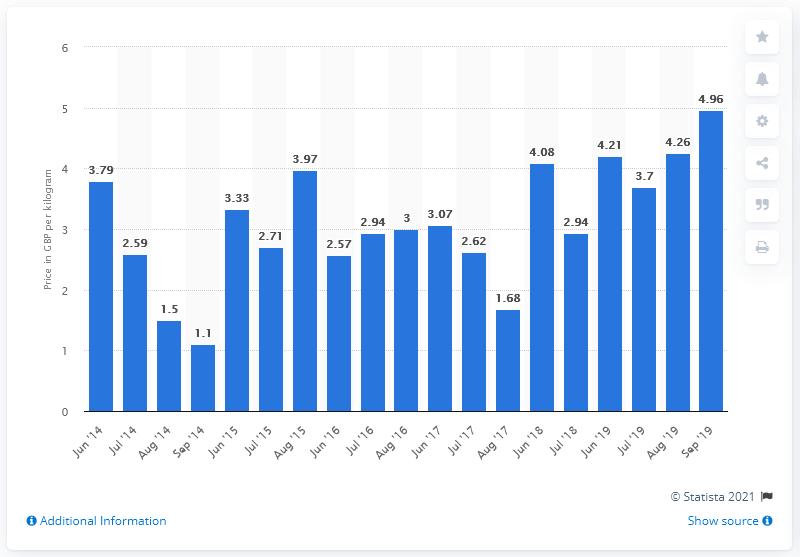 6
5
4
3
2
1
0
Price in GBP per kilogram
3.79
2.59
1.5
1.1
3.33
2.71
3.97
2.57
2.94
3
3.07
2.62
1.68
4.08
2.94
4.21
3.7
4.26
4.96
Jun '14
Jul '14
Aug '14
Sep '14
Jun '15
Jul '15
Aug '15
Jun '16
Jul '16
Aug '16
Jun '17
Jul '17
Aug '17
Jun '18
Jul '18
Jun '19
Jul '19
Aug '19
Sep '19
© Statista 2021
Additional Information
Show source